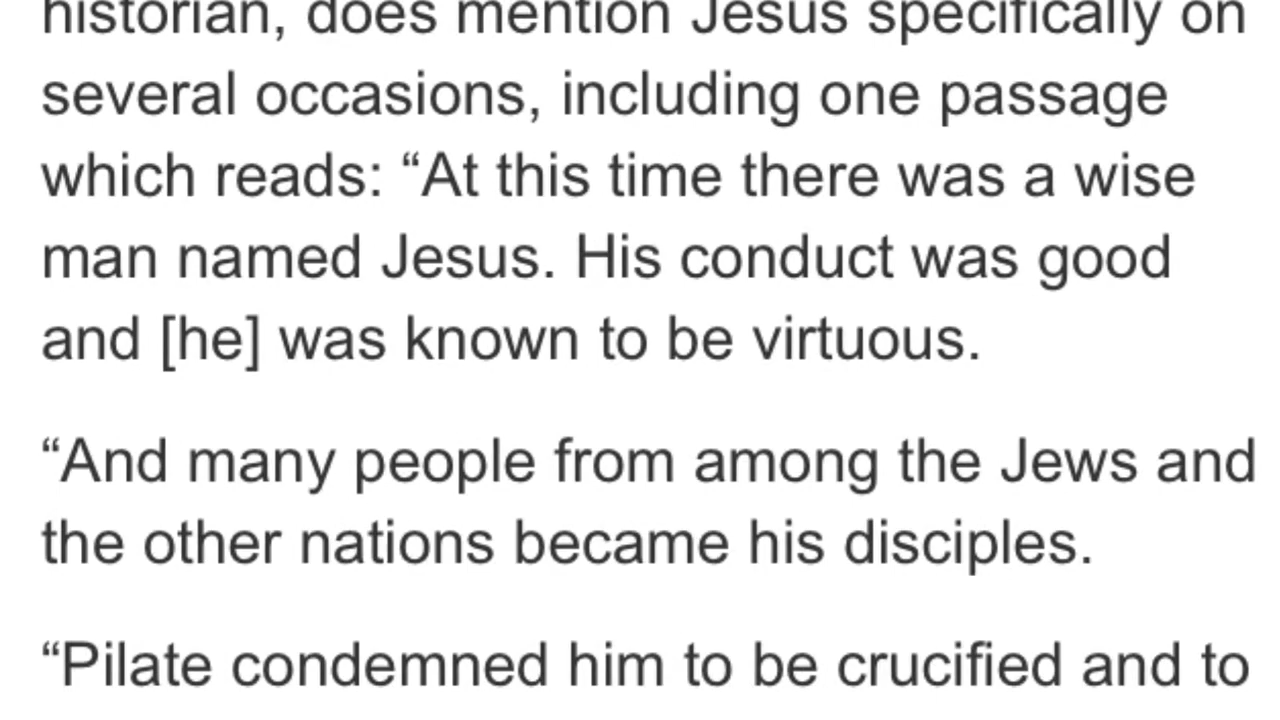 historian, does mention Jesus specifically on
several occasions, including one passage
which reads: “At this time there was a wise
man named Jesus. His conduct was good
and [he] was known to be virtuous.
“And many people from among the Jews and
the other nations became his disciples.
“Pilate condemned him to be crucified and to